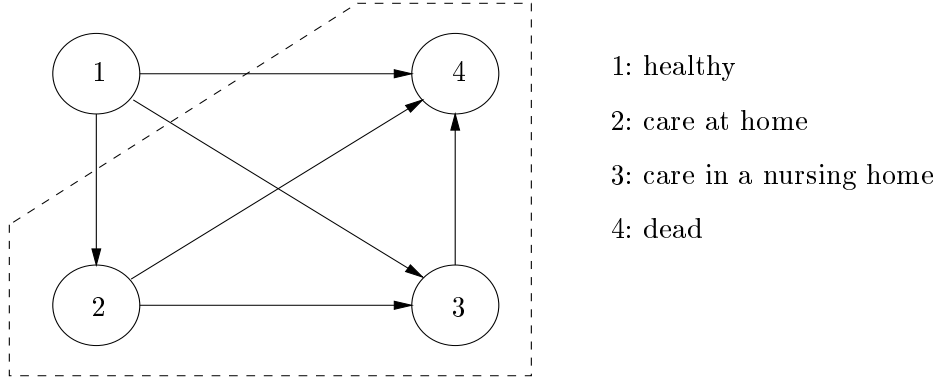 1
4
2
3
1: healthy
2: care at home
3: care in a nursing home
4: dead